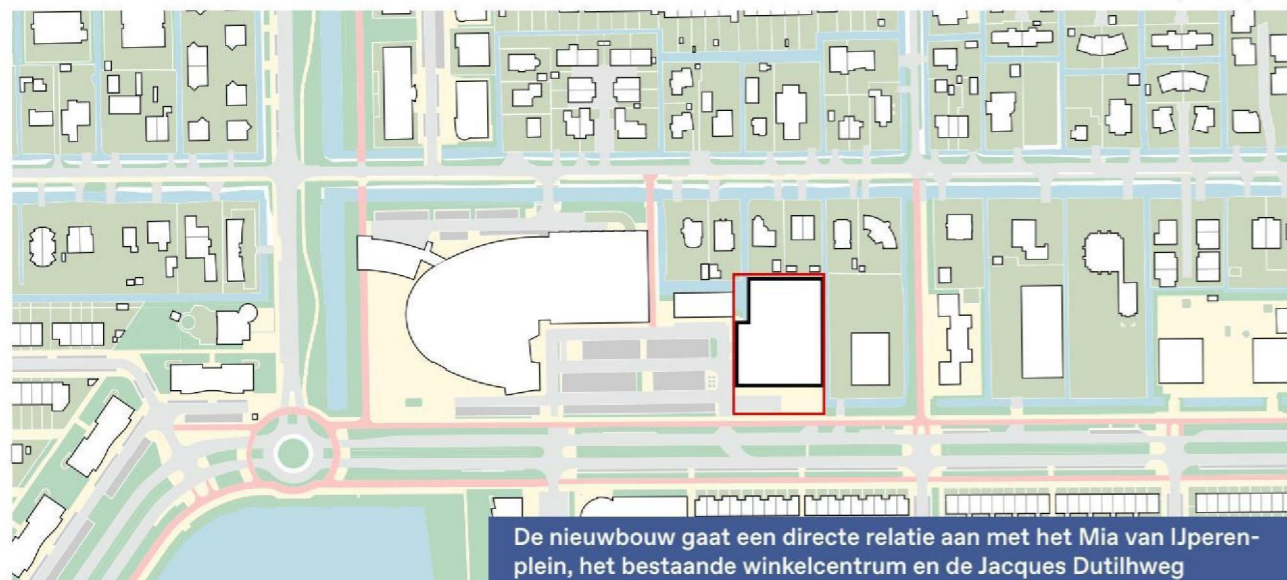 De nieuwbouw gaat een directe relatie aan met het Mia van IJperen-
plein, het bestaande winkelcentrum en de Jacques Dutilhweg